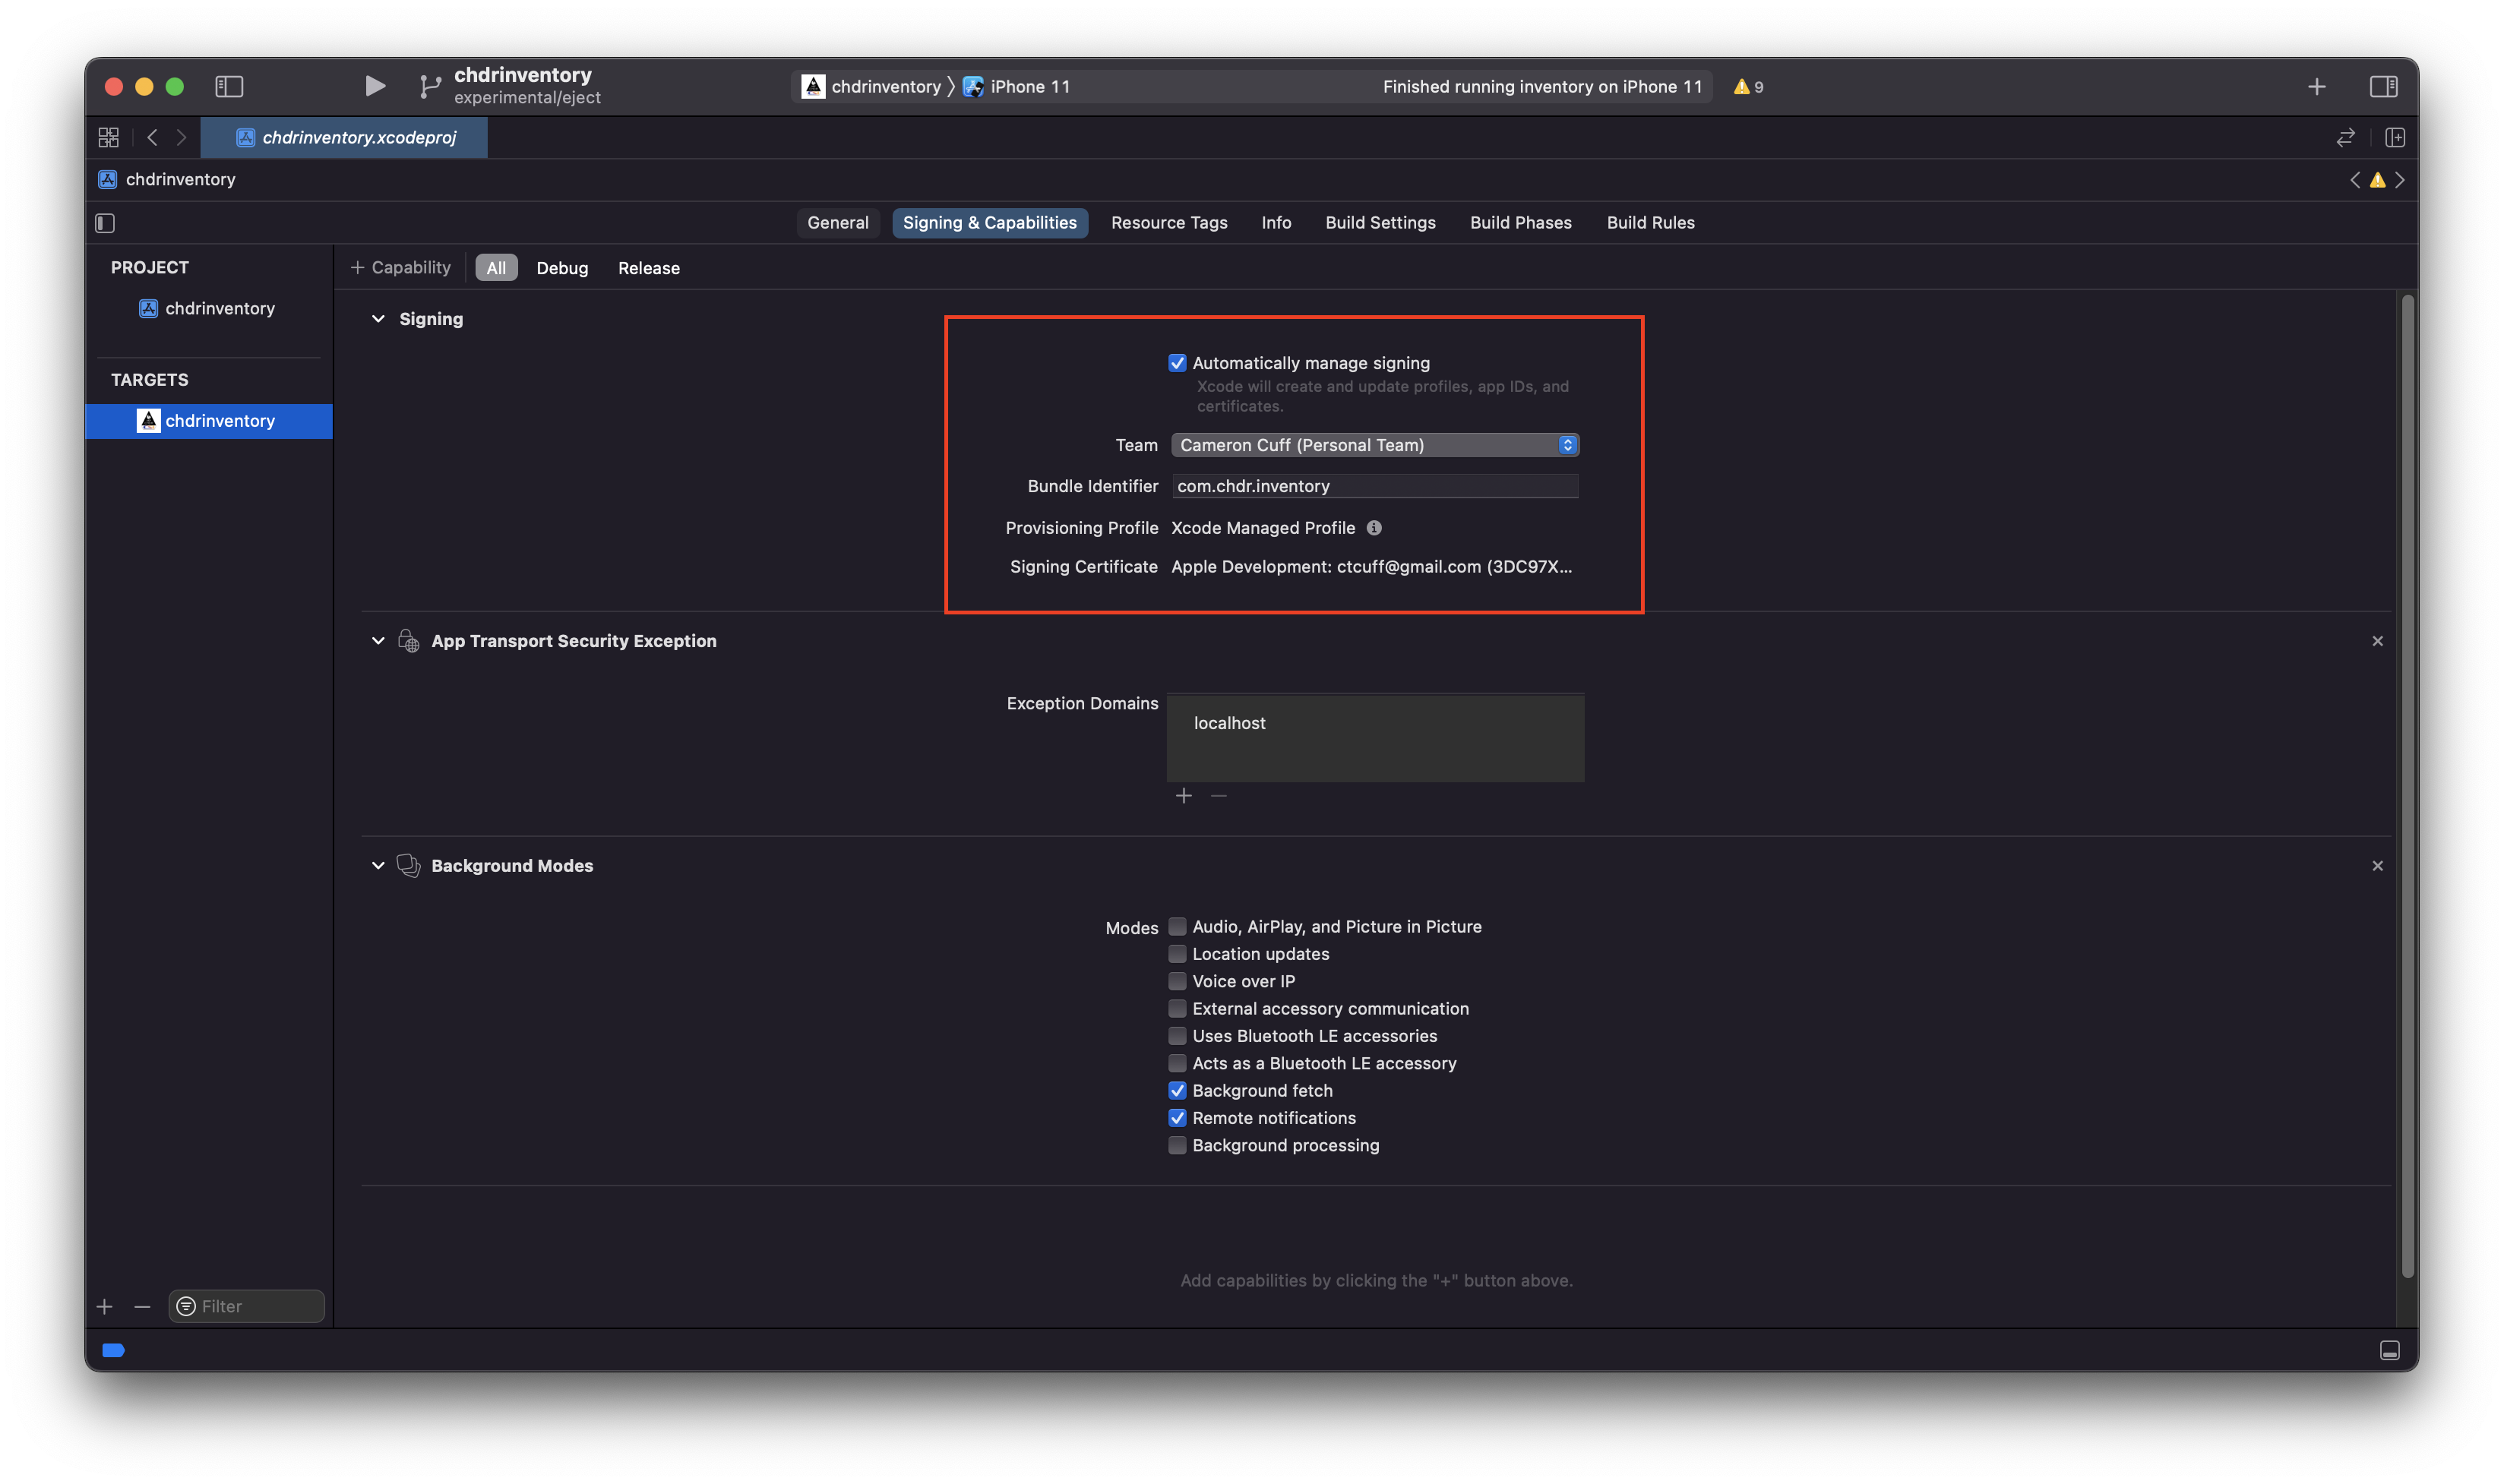 chdrinventory
experimental/eject
chdrinventory
iPhone 11
Finished running inventory on iPhone 11
9
chdrinventory.xcodeproj
chdrinventory
General
Signing & Capabilities
Resource Tags
Info
Build Settings
Build Phases
Build Rules
PROJECT
chdrinventory
TARGETS
chdrinventory
+ Capability
All
Debug
Release
Signing
Automatically manage signing
Xcode will create and update profiles, app IDs, and
certificates.
Team Cameron Cuff (Personal Team)
Bundle Identifier com.chdr.inventory
Provisioning Profile Xcode Managed Profile
Signing Certificate Apple Development: ctcuff@gmail.com (3DC97X...
App Transport Security Exception
Exception Domains
localhost
Background Modes
Modes
Audio, AirPlay, and Picture in Picture
Location updates
Voice over IP
External accessory communication
Uses Bluetooth LE accessories
Acts as a Bluetooth LE accessory
Background fetch
Remote notifications
Background processing
Add capabilities by clicking the "+" button above.
Filter